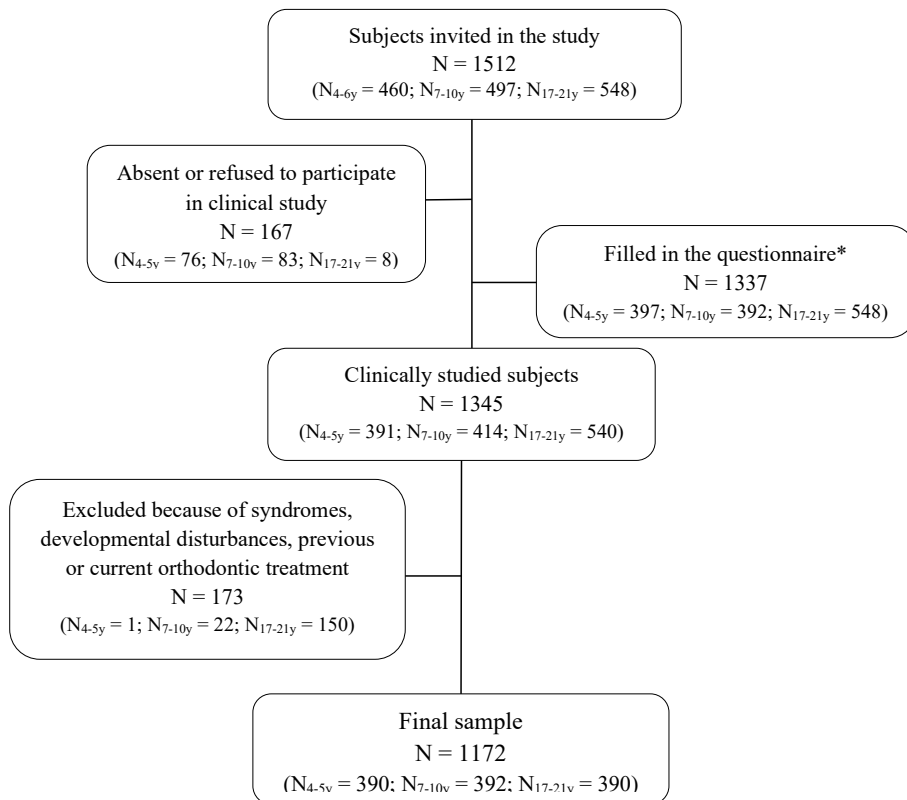 Subjects invited in the study
N = 1512
(N4-6y = 460; N7-10y = 497; N17-21y = 548)
Absent or refused to participate
in clinical study
N = 167
(N4-5y = 76; N7-10y = 83; N17-21y = 8)
Filled in the questionnaire*
N = 1337
(N4-5y = 397; N7-10y = 392; N17-21y = 548)
Clinically studied subjects
N = 1345
(N4-5y = 391; N7-10y = 414; N17-21y = 540)
Excluded because of syndromes,
developmental disturbances, previous
or current orthodontic treatment
N = 173
(N4-5y = 1; N7-10y = 22; N17-21y = 150)
Final sample
N = 1172
(N4-5y = 390; N7-10y = 392; N17-21y = 390)